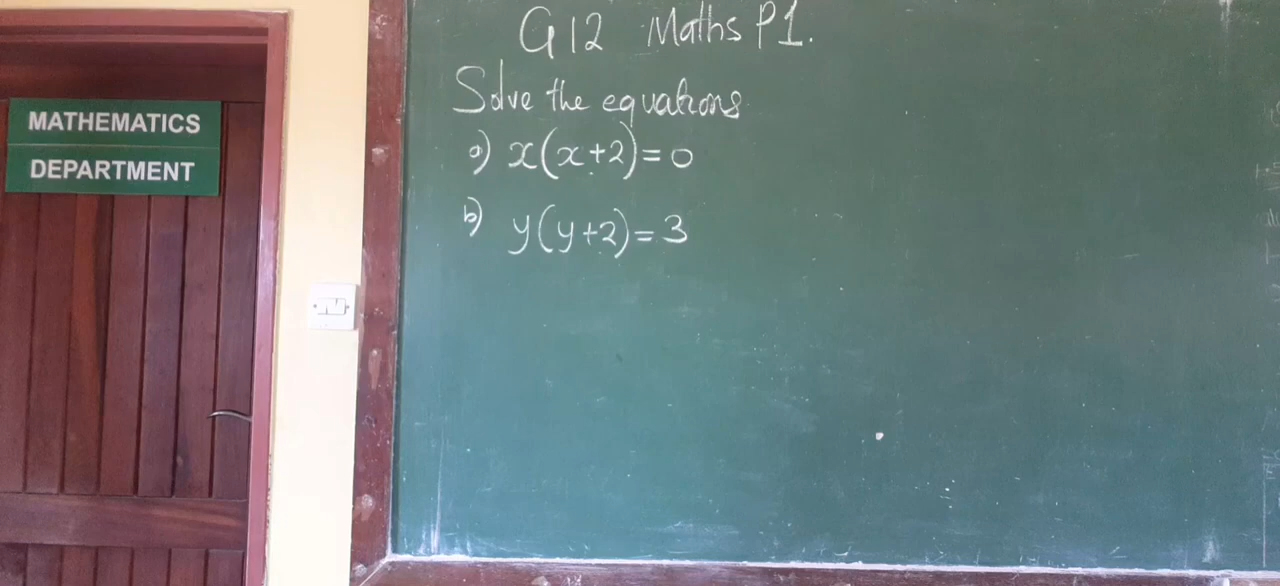 MATHEMATICS
DEPARTMENT
G12 Maths P1.
Solve the equations
a) x(x+2)=0
b) y(y+2)=3